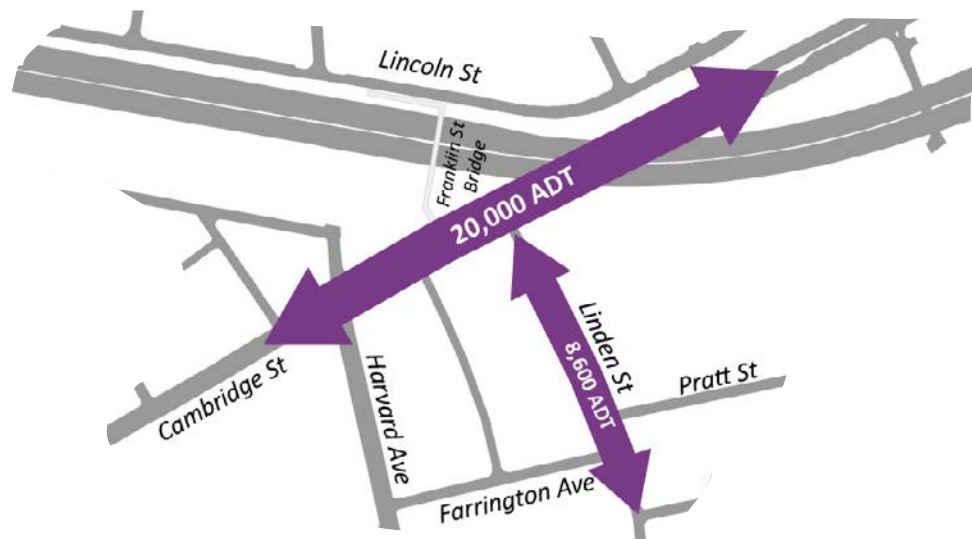 Lincoln St
Franklin St
Bridge
20,000 ADT
Linden St
8,600 ADT
Pratt St
Cambridge St
Harvard Ave
Farrington Ave